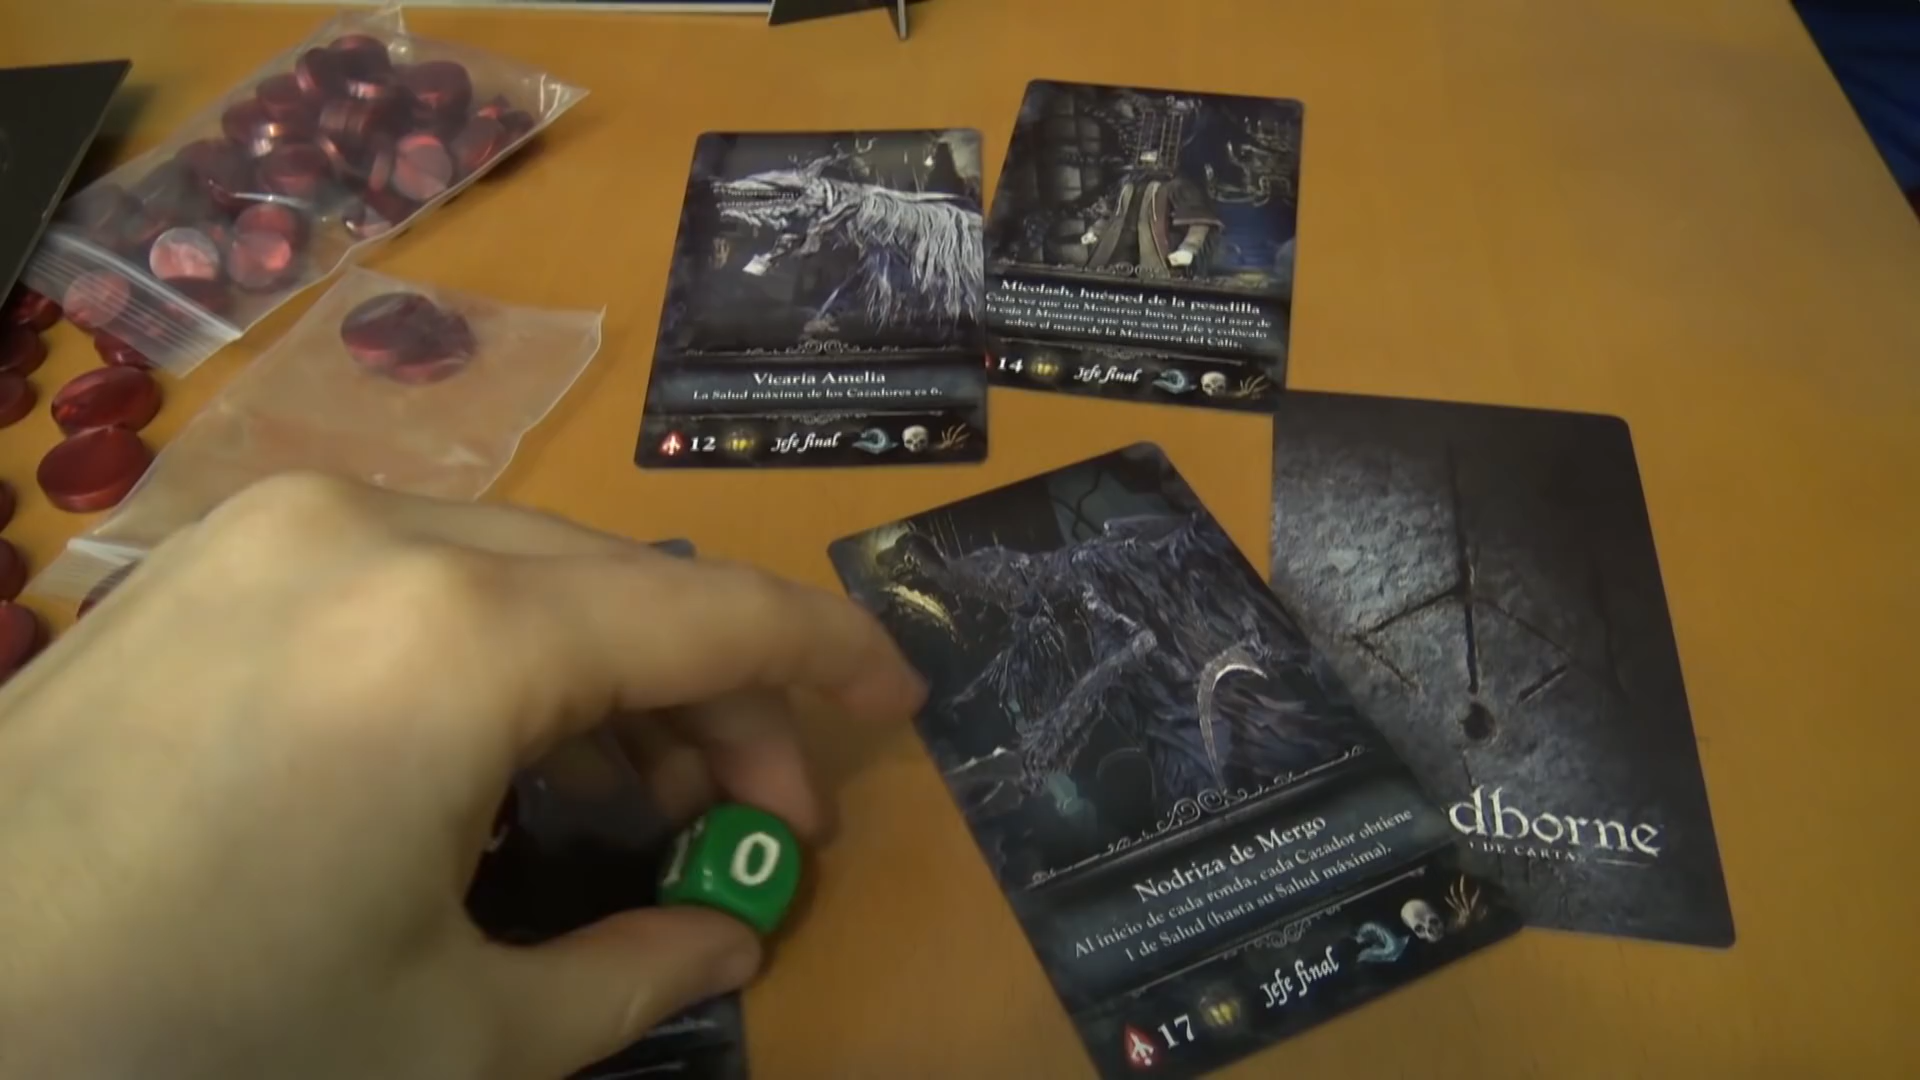 Vicaria Amelia
La Salud máxima de los Cazadores es 6.
12 Jefe final
Micolash, huésped de la pesadilla
Cada vez que un Monstruo huya, toma al azar de
la caja 1 Monstruo que no sea un Jefe y colócalo
sobre el mazo de la Mazmorra del Cáliz.
14 Jefe final
Nodriza de Mergo
Al inicio de cada ronda, cada Cazador obtiene
1 de Salud (hasta su Salud máxima).
17 Jefe final
dborne
DE CARTA
0